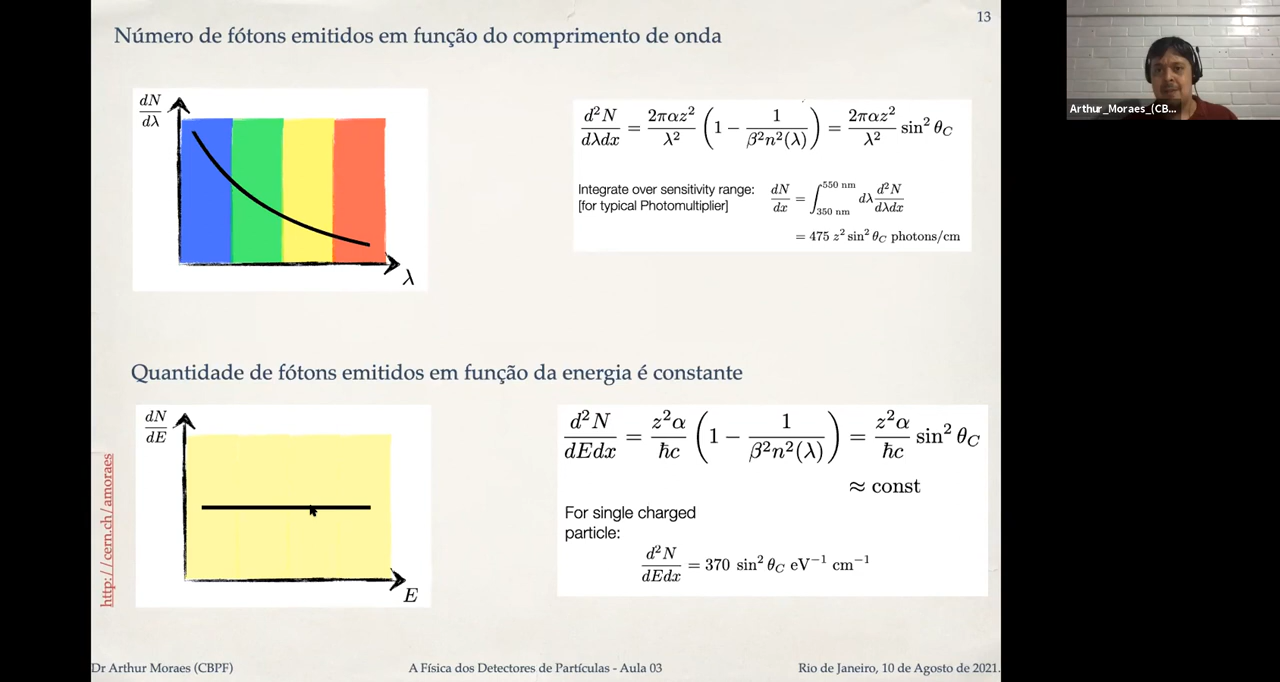 13
Número de fótons emitidos em função do comprimento de onda
dN/dλ
λ
d²N/dλdx = 2παz²/λ² (1 − 1/β²n²(λ)) = 2παz²/λ² sin² θ_C
Integrate over sensitivity range:
[for typical Photomultiplier]
dN/dx = ∫_{350 nm}^{550 nm} dλ d²N/dλdx
= 475 z² sin² θ_C photons/cm
Arthur_Moraes_(CB...
Quantidade de fótons emitidos em função da energia é constante
dN/dE
E
d²N/dEdx = z²α/ħc (1 − 1/β²n²(λ)) = z²α/ħc sin² θ_C
≈ const
For single charged
particle:
d²N/dEdx = 370 sin² θ_C eV⁻¹ cm⁻¹
http://cern.ch/amoraes
Dr Arthur Moraes (CBPF)
A Física dos Detectores de Partículas - Aula 03
Rio de Janeiro, 10 de Agosto de 2021.